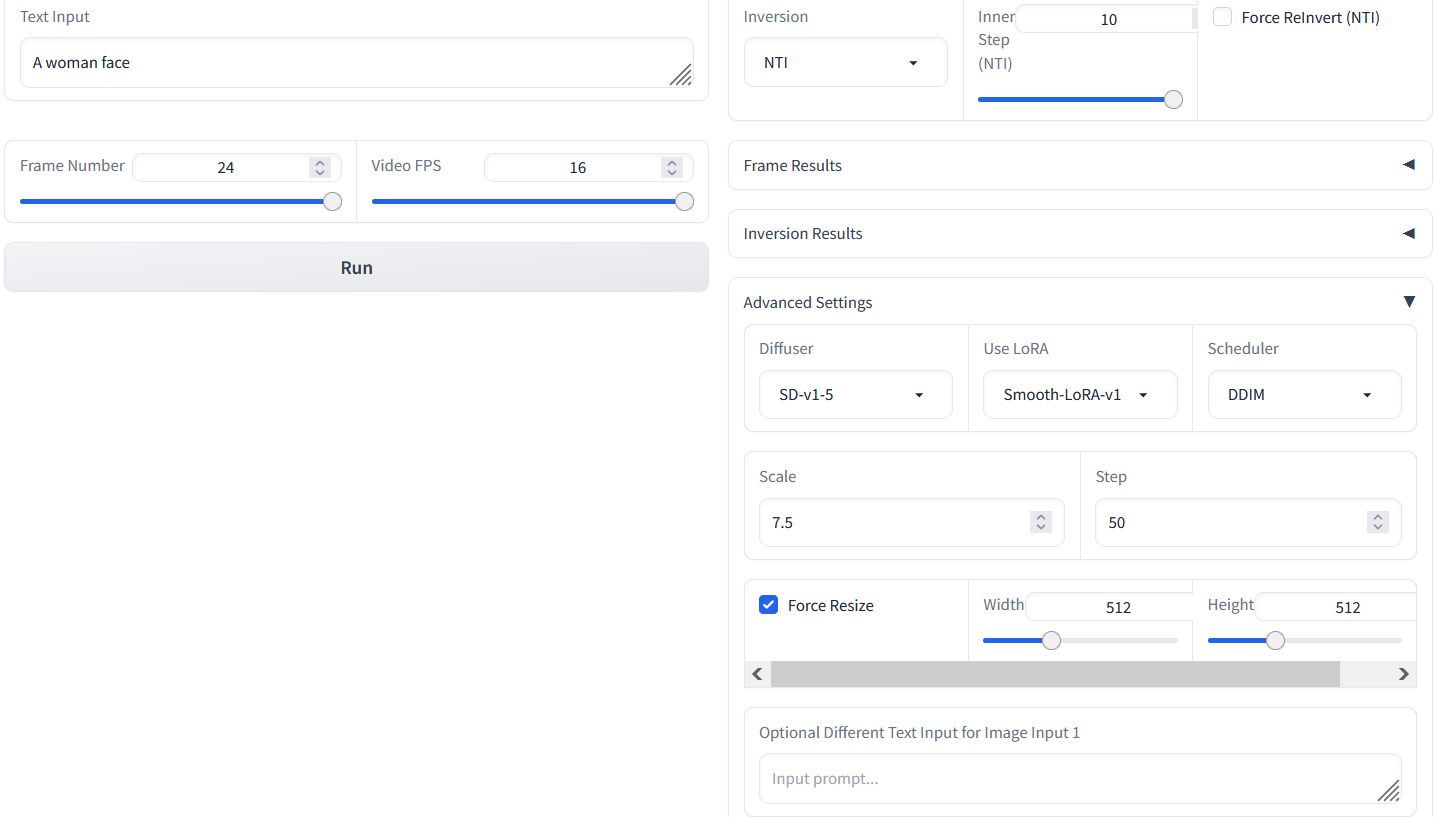 Text Input
A woman face
Frame Number
24
Video FPS
16
Run
Inversion
NTI
Inner
Step
(NTI)
10
Force ReInvert (NTI)
Frame Results
Inversion Results
Advanced Settings
Diffuser
SD-v1-5
Use LoRA
Smooth-LoRA-v1
Scheduler
DDIM
Scale
7.5
Step
50
Force Resize
Width
512
Height
512
Optional Different Text Input for Image Input 1
Input prompt...